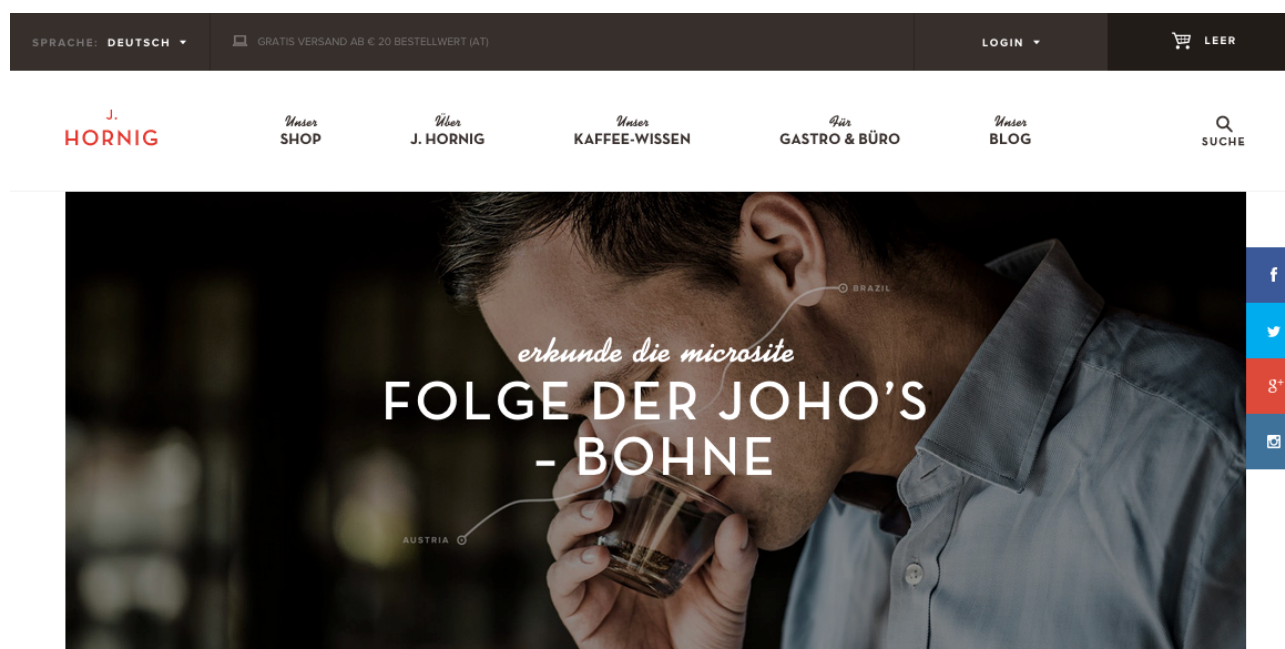 SPRACHE: DEUTSCH
GRATIS VERSAND AB € 20 BESTELLWERT (AT)
LOGIN
LEER
J.
HORNIG
Unser
SHOP
Über
J. HORNIG
Unser
KAFFEE-WISSEN
Für
GASTRO & BÜRO
Unser
BLOG
SUCHE
BRAZIL
erkunde die microsite
FOLGE DER JOHO’S
– BOHNE
AUSTRIA
f
g+